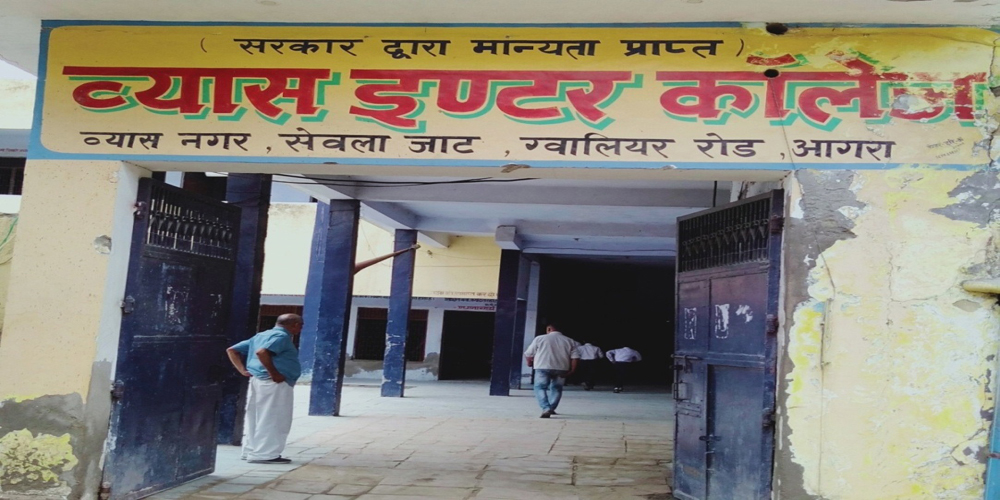 ( सरकार द्वारा मान्यता प्राप्त )
व्यास इण्टर कॉलेज
व्यास नगर , सेवला जाट , ग्वालियर रोड , आगरा